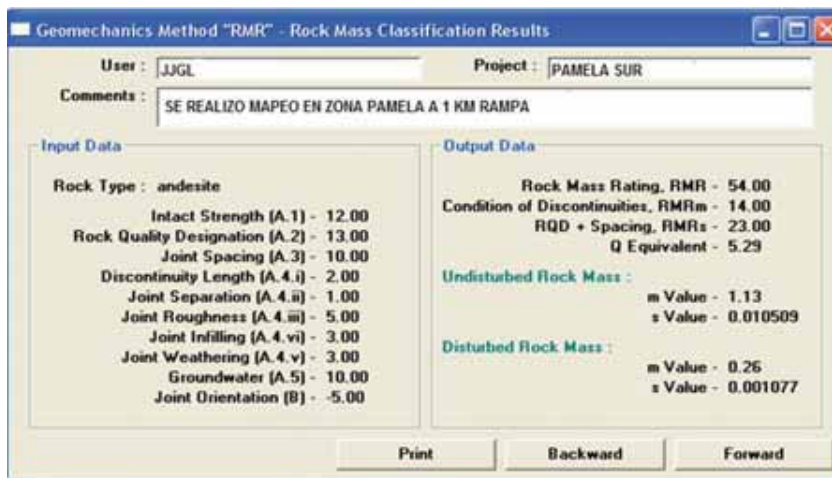 Geomechanics Method "RMR" - Rock Mass Classification Results
User : JJGL
Project : PAMELA SUR
Comments : SE REALIZO MAPEO EN ZONA PAMELA A 1 KM RAMPA
Input Data
Rock Type : andesite
Intact Strength (A.1) - 12.00
Rock Quality Designation (A.2) - 13.00
Joint Spacing (A.3) - 10.00
Discontinuity Length (A.4.i) - 2.00
Joint Separation (A.4.ii) - 1.00
Joint Roughness (A.4.iii) - 5.00
Joint Infilling (A.4.vi) - 3.00
Joint Weathering (A.4.v) - 3.00
Groundwater (A.5) - 10.00
Joint Orientation (B) - -5.00
Output Data
Rock Mass Rating, RMR - 54.00
Condition of Discontinuities, RMRm - 14.00
RQD + Spacing, RMRs - 23.00
Q Equivalent - 5.29
Undisturbed Rock Mass :
m Value - 1.13
s Value - 0.010509
Disturbed Rock Mass :
m Value - 0.26
s Value - 0.001077
Print
Backward
Forward